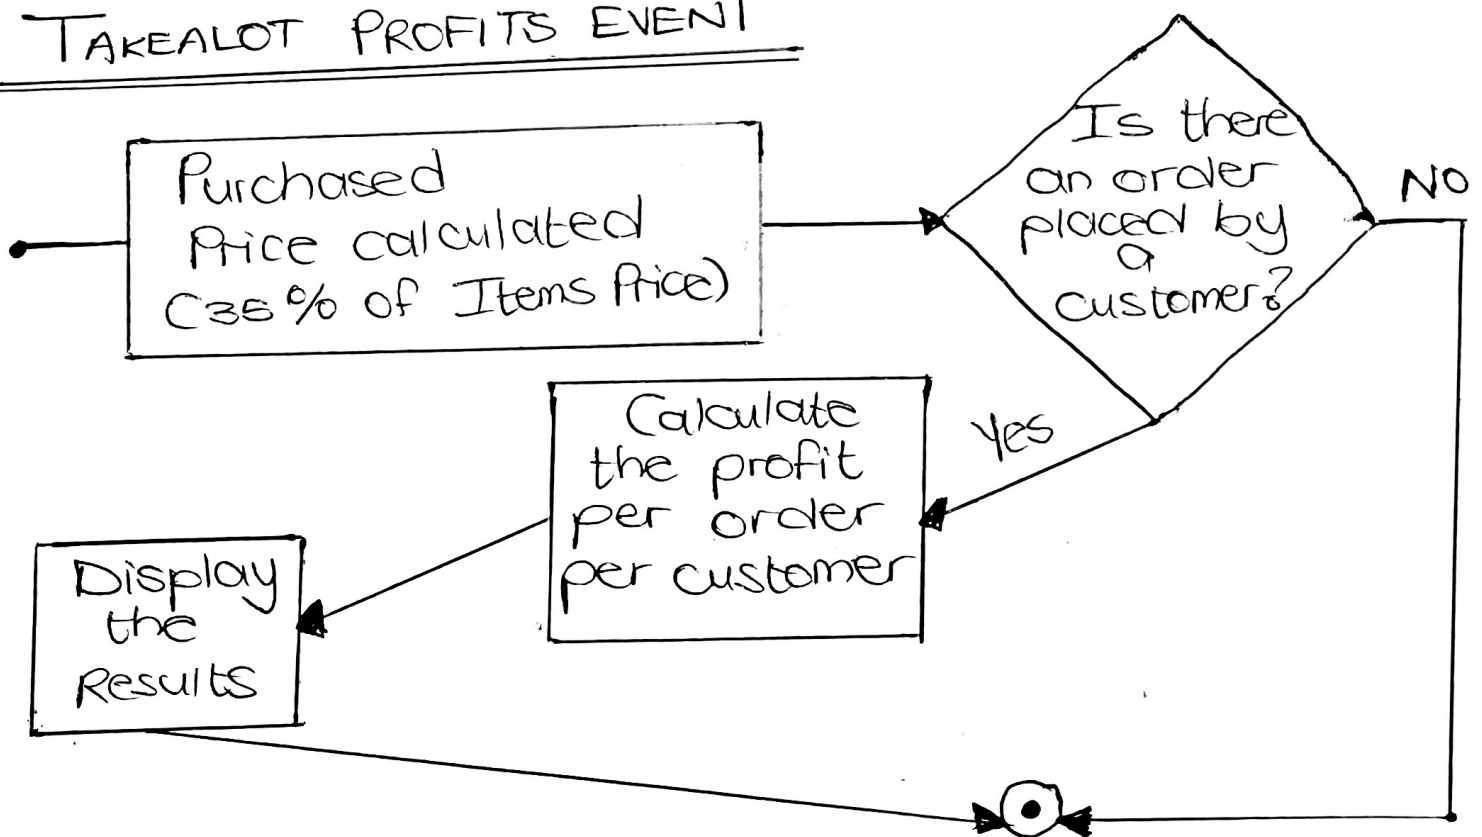 TAKEALOT PROFITS EVENT
Purchased
Price calculated
(35% of Items Price)
Is there
an order
placed by
a
customer?
NO
Yes
Calculate
the profit
per order
per customer
Display
the
Results